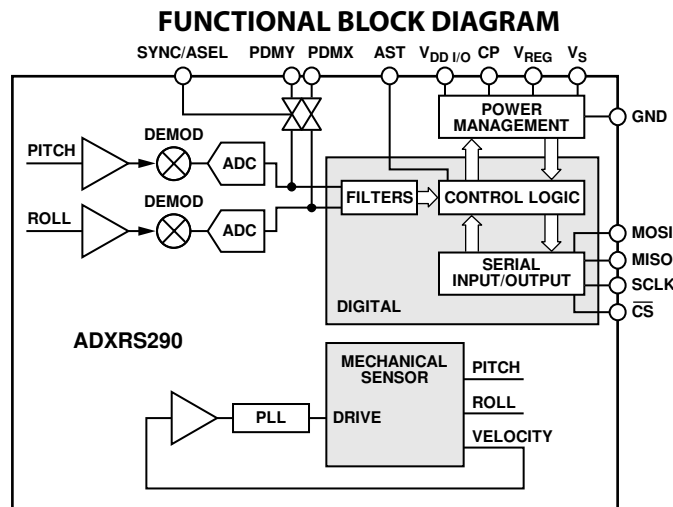 FUNCTIONAL BLOCK DIAGRAM
SYNC/ASEL PDMY PDMX AST VDD I/O CP VREG VS
POWER
MANAGEMENT
GND
DEMOD
PITCH
ADC
DEMOD
ROLL
ADC
FILTERS
CONTROL LOGIC
SERIAL
INPUT/OUTPUT
DIGITAL
MOSI
MISO
SCLK
CS
ADXRS290
MECHANICAL
SENSOR
PITCH
ROLL
VELOCITY
PLL
DRIVE